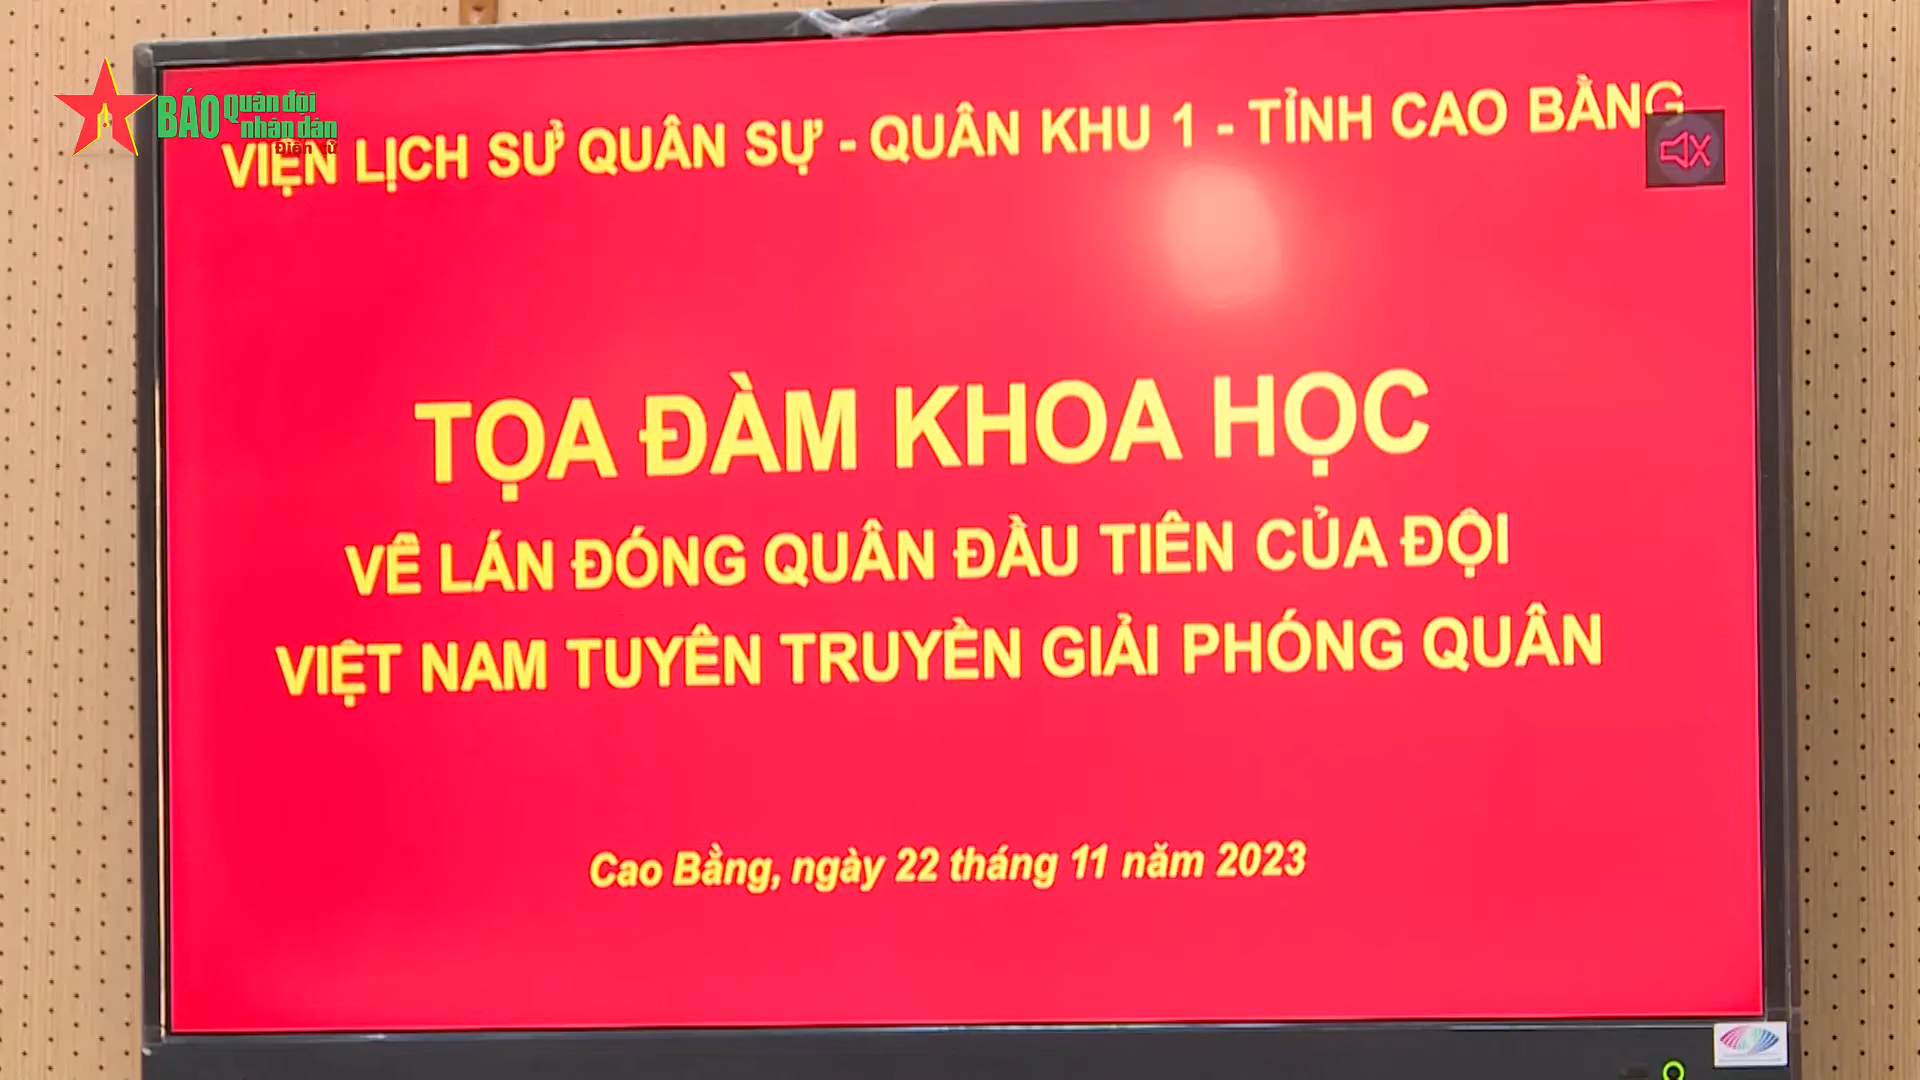 BÁO Quân đội
nhân dân
Điện tử
VIỆN LỊCH SỬ QUÂN SỰ - QUÂN KHU 1 - TỈNH CAO BẰNG
TỌA ĐÀM KHOA HỌC
VỀ LÁN ĐÓNG QUÂN ĐẦU TIÊN CỦA ĐỘI
VIỆT NAM TUYÊN TRUYỀN GIẢI PHÓNG QUÂN
Cao Bằng, ngày 22 tháng 11 năm 2023